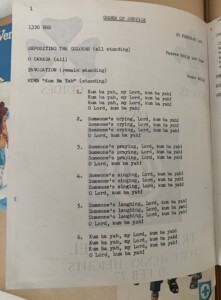 1
ORDER OF SERVICE
1330 HRS
DEPOSITING THE COLOURS (all standing)
O CANADA (all)
INVOCATION (remain standing)
HYMN "Kum Ba Yah" (all standing)
1. Kum ba yah, my Lord, kum ba yah!
Kum ba yah, my Lord, kum ba yah!
Kum ba yah, my Lord, kum ba yah!
O Lord, kum ba yah!
2. Someone's crying, Lord, kum ba yah!
Someone's crying, Lord, kum ba yah!
Someone's crying, Lord, kum ba yah!
O Lord, kum ba yah!
3. Someone's praying, Lord, kum ba yah!
Someone's praying, Lord, kum ba yah!
Someone's praying, Lord, kum ba yah!
O Lord, kum ba yah!
4. Someone's singing, Lord, kum ba yah!
Someone's singing, Lord, kum ba yah!
Someone's singing, Lord, kum ba yah!
O Lord, kum ba yah!
5. Someone's laughing, Lord, kum ba yah!
Someone's laughing, Lord, kum ba yah!
Someone's laughing, Lord, kum ba yah!
O Lord, kum ba yah!
6. Kum ba yah, my Lord, kum ba yah!
Kum ba yah, my Lord, kum ba yah!
Kum ba yah, my Lord, kum ba yah!
O Lord, kum ba yah!